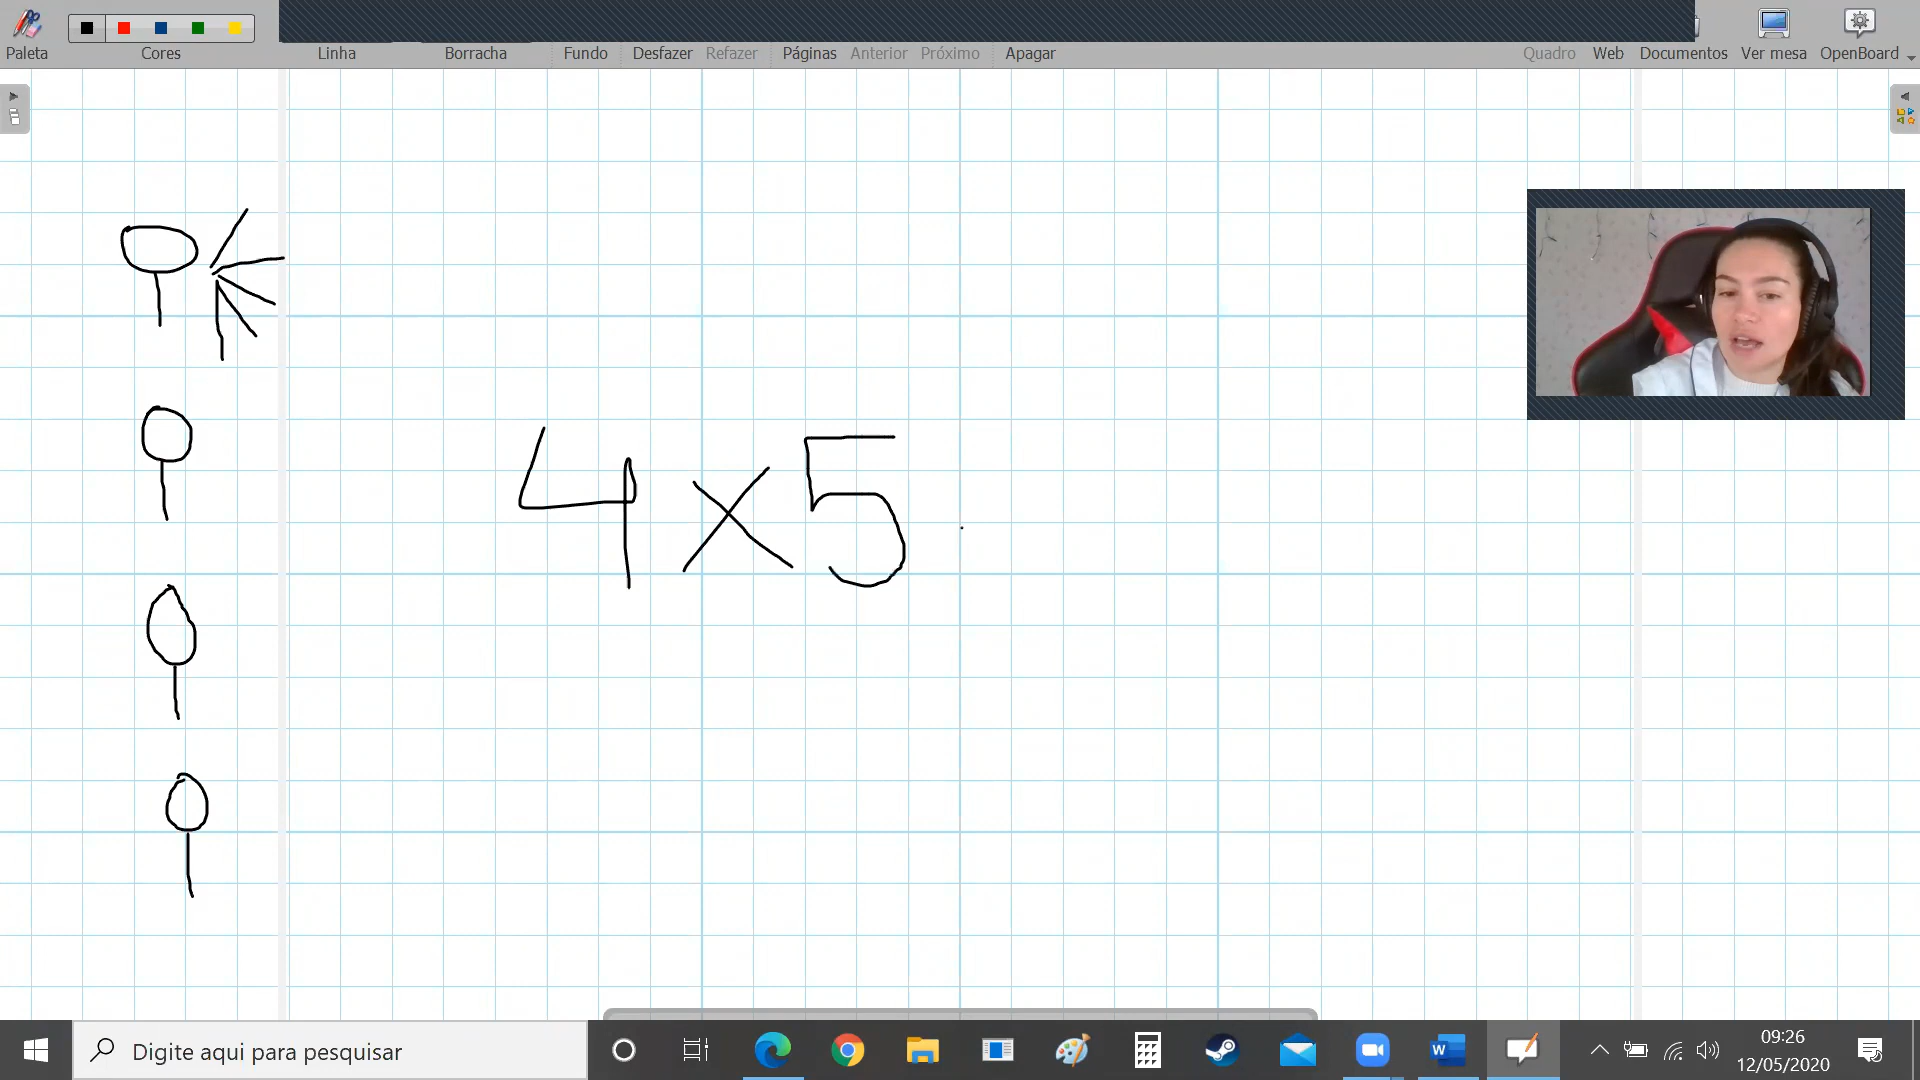 Paleta Cores Linha Borracha Fundo Desfazer Refazer Páginas Anterior Próximo Apagar Quadro Web Documentos Ver mesa OpenBoard
4 x 5
Digite aqui para pesquisar
09:26
12/05/2020